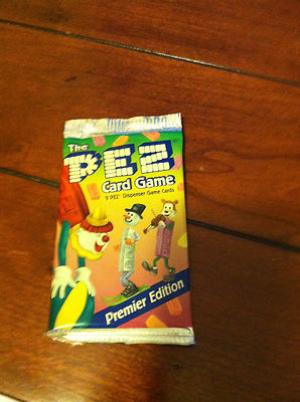 The
PEZ
Card Game
9 PEZ® Dispenser Game Cards
Premier Edition